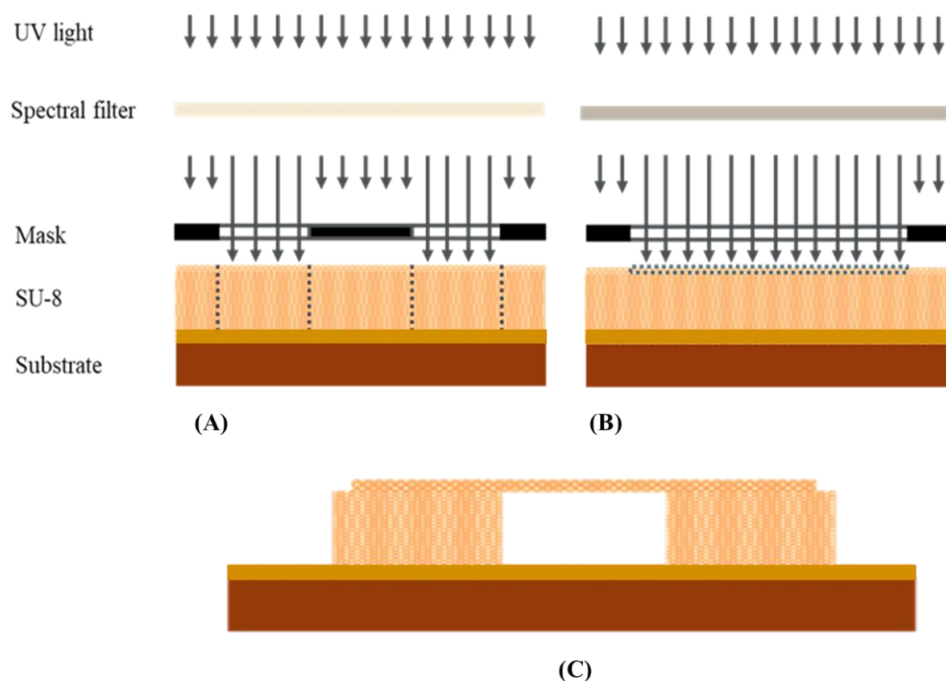 UV light
Spectral filter
Mask
SU-8
Substrate
(A)
(B)
(C)